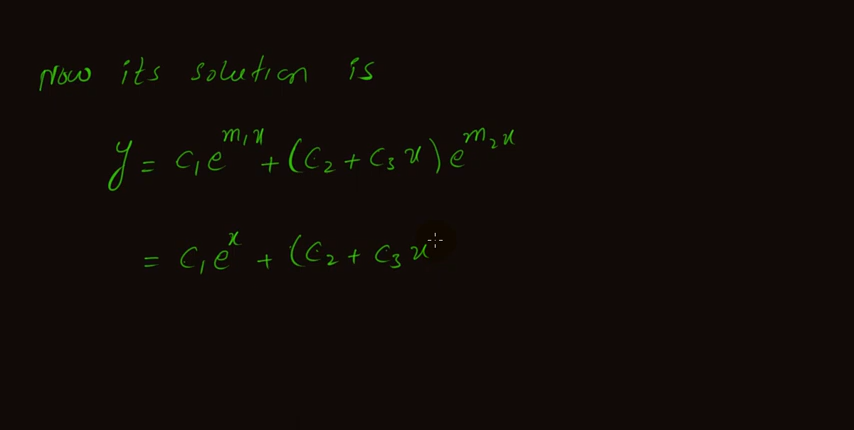 Now its solution is
y = c₁e^{m₁x} + (c₂ + c₃x)e^{m₂x}
= c₁e^x + (c₂ + c₃x